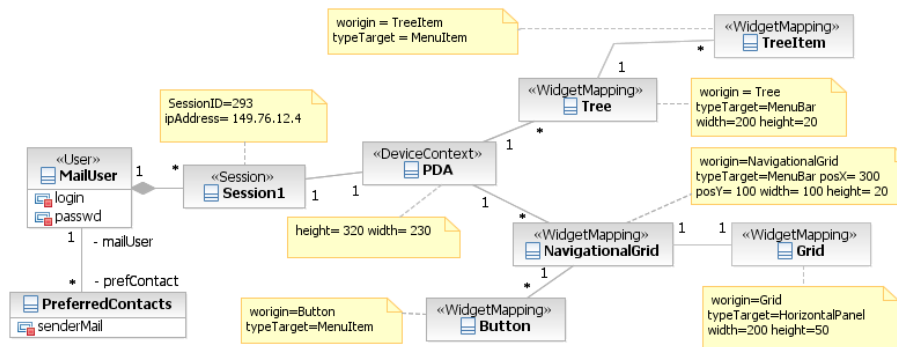 worigin = TreeItem
typeTarget = MenuItem
«WidgetMapping»
TreeItem
*
1
«WidgetMapping»
Tree
worigin = Tree
typeTarget=MenuBar
width=200 height=20
SessionID=293
ipAddress= 149.76.12.4
*
1
«User»
MailUser
login
passwd
1
*
«Session»
Session1
1
1
«DeviceContext»
PDA
1
*
worigin=NavigationalGrid
typeTarget=MenuBar posX= 300
posY= 100 width= 100 height= 20
height= 320 width= 230
«WidgetMapping»
NavigationalGrid
1
1
«WidgetMapping»
Grid
1
- mailUser
- prefContact
*
PreferredContacts
senderMail
1
*
worigin=Button
typeTarget=MenuItem
«WidgetMapping»
Button
worigin=Grid
typeTarget=HorizontalPanel
width=200 height=50